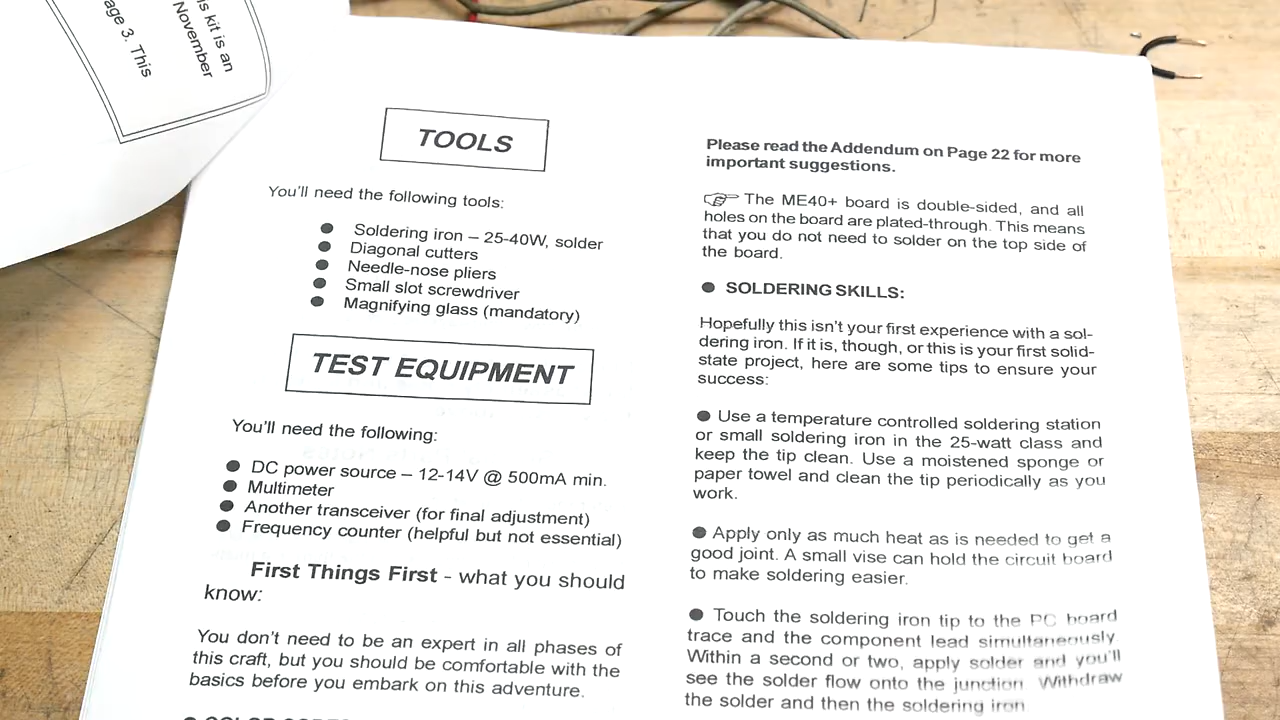 s kit is an
November
age 3. This
TOOLS
You'll need the following tools:
● Soldering iron – 25-40W, solder
● Diagonal cutters
● Needle-nose pliers
● Small slot screwdriver
● Magnifying glass (mandatory)
TEST EQUIPMENT
You'll need the following:
● DC power source – 12-14V @ 500mA min.
● Multimeter
● Another transceiver (for final adjustment)
● Frequency counter (helpful but not essential)
First Things First - what you should
know:
You don't need to be an expert in all phases of
this craft, but you should be comfortable with the
basics before you embark on this adventure.
Please read the Addendum on Page 22 for more
important suggestions.
☞ The ME40+ board is double-sided, and all
holes on the board are plated-through. This means
that you do not need to solder on the top side of
the board.
● SOLDERING SKILLS:
Hopefully this isn't your first experience with a sol-
dering iron. If it is, though, or this is your first solid-
state project, here are some tips to ensure your
success:
● Use a temperature controlled soldering station
or small soldering iron in the 25-watt class and
keep the tip clean. Use a moistened sponge or
paper towel and clean the tip periodically as you
work.
● Apply only as much heat as is needed to get a
good joint. A small vise can hold the circuit board
to make soldering easier.
● Touch the soldering iron tip to the PC board
trace and the component lead simultaneously.
Within a second or two, apply solder and you'll
see the solder flow onto the junction. Withdraw
the solder and then the soldering iron.